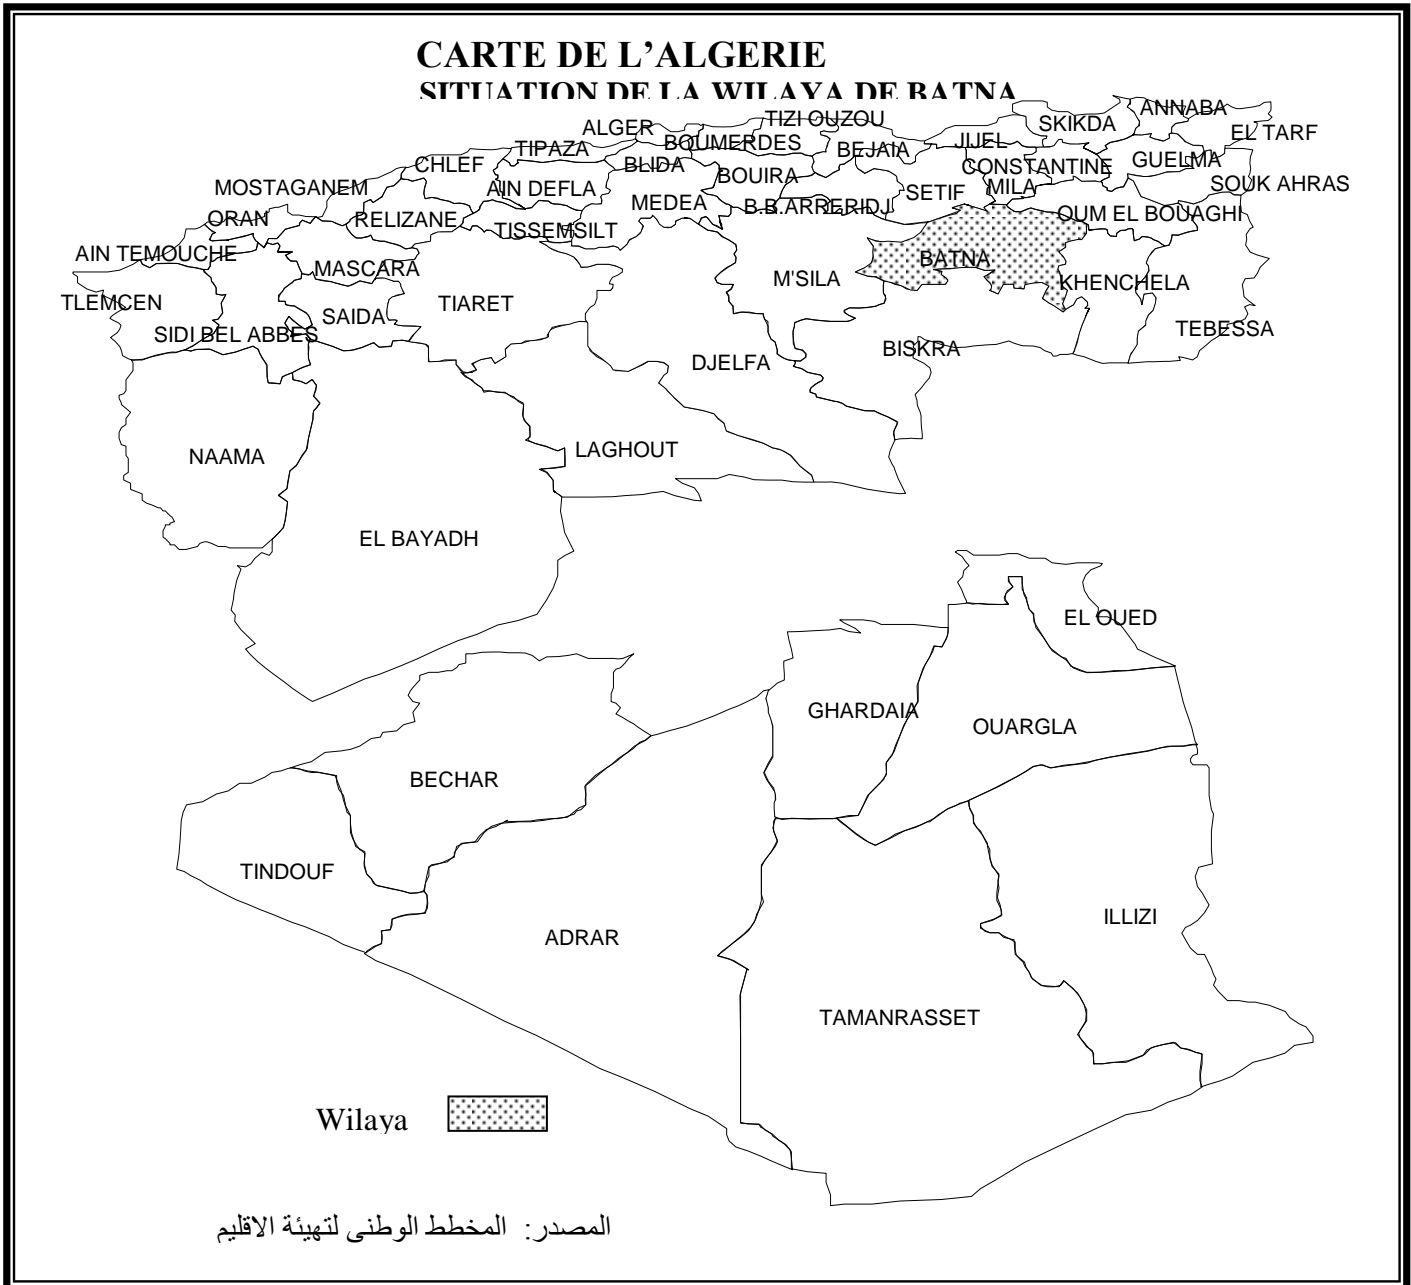 CARTE DE L’ALGERIE
SITUATION DE LA WILAYA DE BATNA
ANNABA
TIZI OUZOU
SKIKDA
ALGER
EL TARF
BOUMERDES
JIJEL
TIPAZA
BEJAIA
GUELMA
CHLEF
BLIDA
CONSTANTINE
BOUIRA
SOUK AHRAS
MOSTAGANEM
AIN DEFLA
MILA
SETIF
MEDEA
B.B.ARRERIDJ
OUM EL BOUAGHI
ORAN
RELIZANE
TISSEMSILT
AIN TEMOUCHE
BATNA
MASCARA
M'SILA
KHENCHELA
TLEMCEN
TIARET
SAIDA
TEBESSA
SIDI BEL ABBES
BISKRA
DJELFA
LAGHOUT
NAAMA
EL BAYADH
EL OUED
GHARDAIA
OUARGLA
BECHAR
TINDOUF
ILLIZI
ADRAR
TAMANRASSET
Wilaya
المصدر: المخطط الوطنى لتهيئة الاقليم